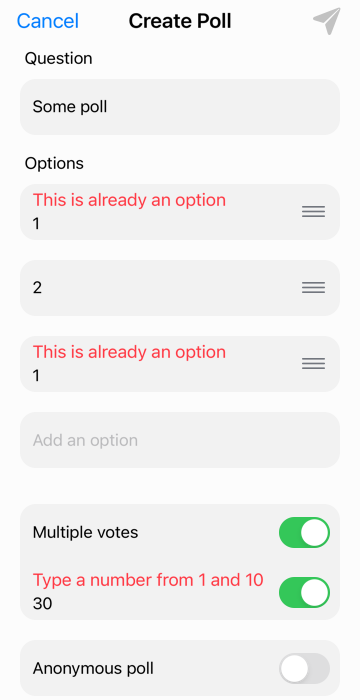 Cancel Create Poll
Question
Some poll
Options
This is already an option
1
2
This is already an option
1
Add an option
Multiple votes
Type a number from 1 and 10
30
Anonymous poll